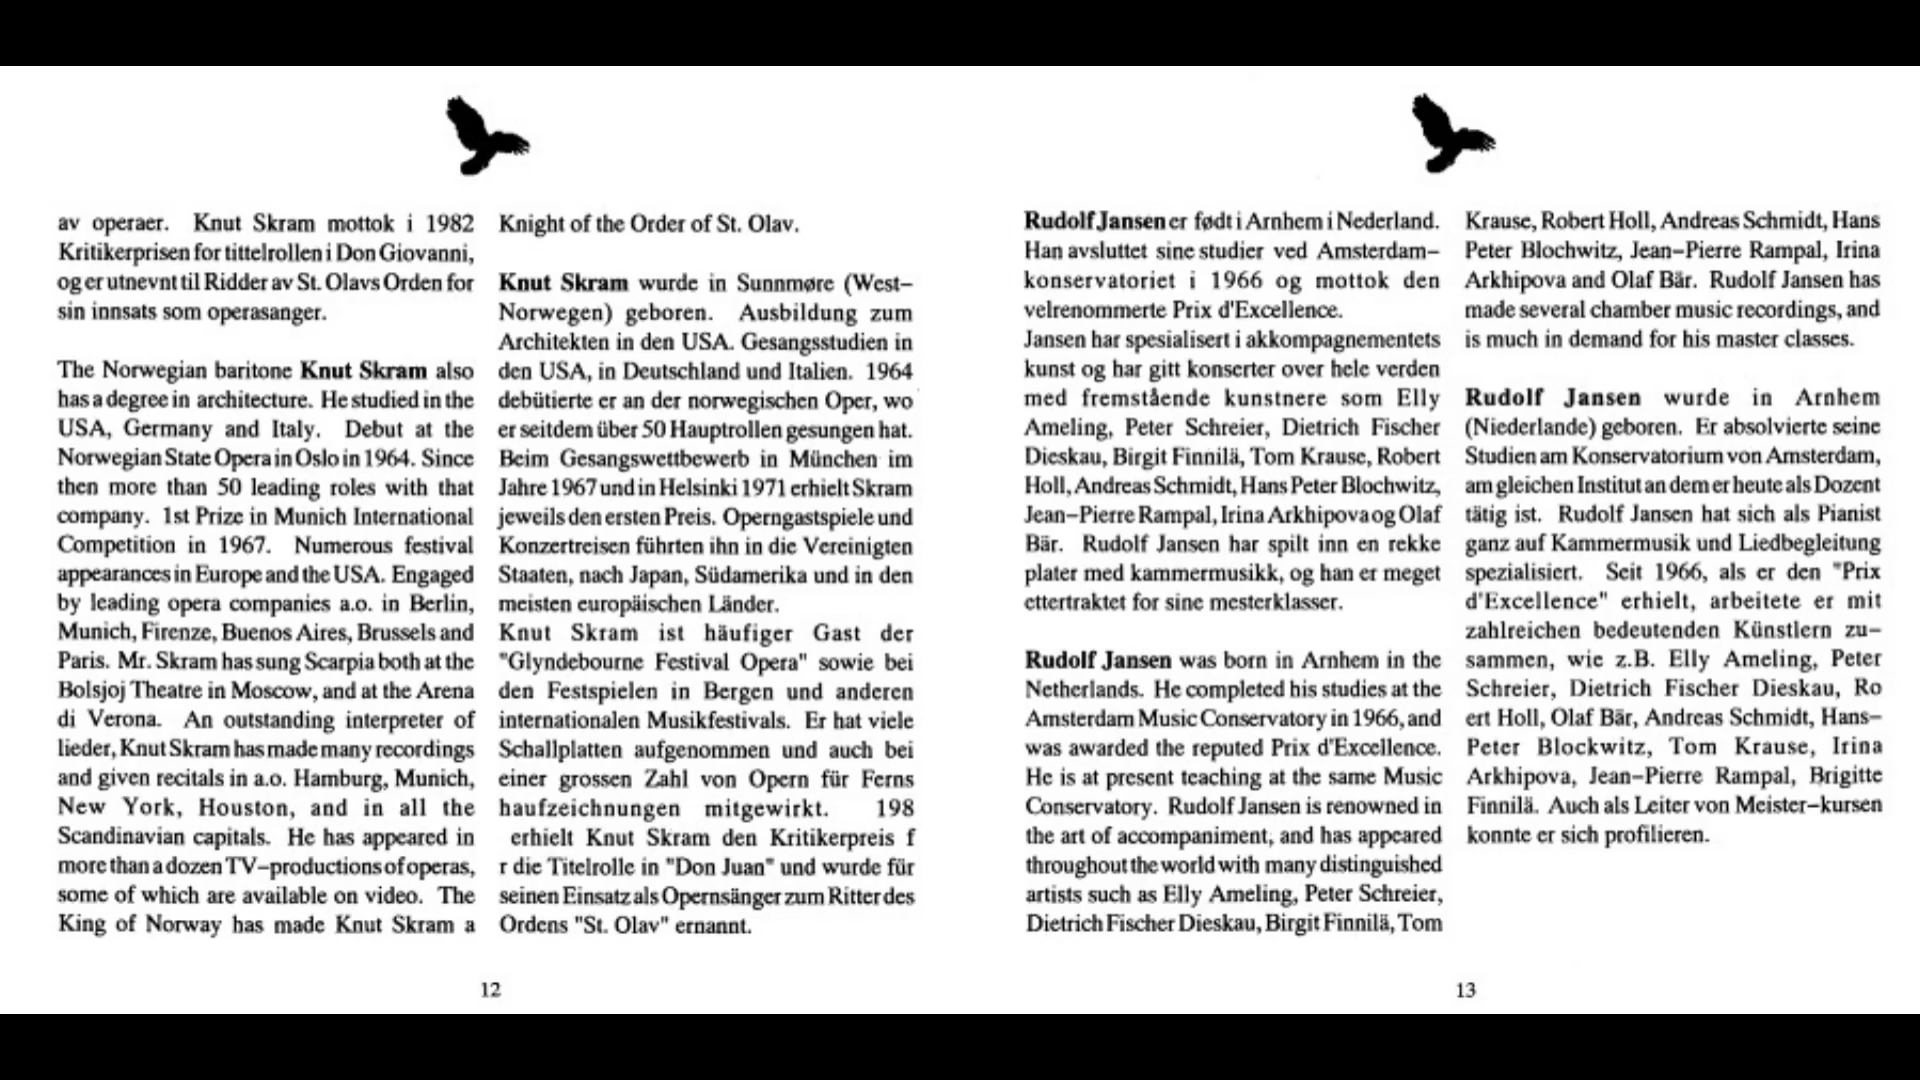 av operaer. Knut Skram mottok i 1982
Kritikerprisen for tittelrollen i Don Giovanni,
og er utnevnt til Ridder av St. Olavs Orden for
sin innsats som operasanger.
The Norwegian baritone Knut Skram also
has a degree in architecture. He studied in the
USA, Germany and Italy. Debut at the
Norwegian State Opera in Oslo in 1964. Since
then more than 50 leading roles with that
company. 1st Prize in Munich International
Competition in 1967. Numerous festival
appearances in Europe and the USA. Engaged
by leading opera companies a.o. in Berlin,
Munich, Firenze, Buenos Aires, Brussels and
Paris. Mr. Skram has sung Scarpia both at the
Bolsjoj Theatre in Moscow, and at the Arena
di Verona. An outstanding interpreter of
lieder, Knut Skram has made many recordings
and given recitals in a.o. Hamburg, Munich,
New York, Houston, and in all the
Scandinavian capitals. He has appeared in
more than a dozen TV–productions of operas,
some of which are available on video. The
King of Norway has made Knut Skram a
Knight of the Order of St. Olav.
Knut Skram wurde in Sunnmøre (West–
Norwegen) geboren. Ausbildung zum
Architekten in den USA. Gesangsstudien in
den USA, in Deutschland und Italien. 1964
debütierte er an der norwegischen Oper, wo
er seitdem über 50 Hauptrollen gesungen hat.
Beim Gesangswettbewerb in München im
Jahre 1967 und in Helsinki 1971 erhielt Skram
jeweils den ersten Preis. Operngastspiele und
Konzertreisen führten ihn in die Vereinigten
Staaten, nach Japan, Südamerika und in den
meisten europäischen Länder.
Knut Skram ist häufiger Gast der
"Glyndebourne Festival Opera" sowie bei
den Festspielen in Bergen und anderen
internationalen Musikfestivals. Er hat viele
Schallplatten aufgenommen und auch bei
einer grossen Zahl von Opern für Ferns
haufzeichnungen mitgewirkt. 198
erhielt Knut Skram den Kritikerpreis f
r die Titelrolle in "Don Juan" und wurde für
seinen Einsatz als Opernsänger zum Ritter des
Ordens "St. Olav" ernannt.
12
Rudolf Jansen er født i Arnhem i Nederland.
Han avsluttet sine studier ved Amsterdam–
konservatoriet i 1966 og mottok den
velrenommerte Prix d'Excellence.
Jansen har spesialisert i akkompagnementets
kunst og har gitt konserter over hele verden
med fremstående kunstnere som Elly
Ameling, Peter Schreier, Dietrich Fischer
Dieskau, Birgit Finnilä, Tom Krause, Robert
Holl, Andreas Schmidt, Hans Peter Blochwitz,
Jean–Pierre Rampal, Irina Arkhipova og Olaf
Bär. Rudolf Jansen har spilt inn en rekke
plater med kammermusikk, og han er meget
ettertraktet for sine mesterklasser.
Rudolf Jansen was born in Arnhem in the
Netherlands. He completed his studies at the
Amsterdam Music Conservatory in 1966, and
was awarded the reputed Prix d'Excellence.
He is at present teaching at the same Music
Conservatory. Rudolf Jansen is renowned in
the art of accompaniment, and has appeared
throughout the world with many distinguished
artists such as Elly Ameling, Peter Schreier,
Dietrich Fischer Dieskau, Birgit Finnilä, Tom
Krause, Robert Holl, Andreas Schmidt, Hans
Peter Blochwitz, Jean–Pierre Rampal, Irina
Arkhipova and Olaf Bär. Rudolf Jansen has
made several chamber music recordings, and
is much in demand for his master classes.
Rudolf Jansen wurde in Arnhem
(Niederlande) geboren. Er absolvierte seine
Studien am Konservatorium von Amsterdam,
am gleichen Institut an dem er heute als Dozent
tätig ist. Rudolf Jansen hat sich als Pianist
ganz auf Kammermusik und Liedbegleitung
spezialisiert. Seit 1966, als er den "Prix
d'Excellence" erhielt, arbeitete er mit
zahlreichen bedeutenden Künstlern zu–
sammen, wie z.B. Elly Ameling, Peter
Schreier, Dietrich Fischer Dieskau, Ro
ert Holl, Olaf Bär, Andreas Schmidt, Hans–
Peter Blockwitz, Tom Krause, Irina
Arkhipova, Jean–Pierre Rampal, Brigitte
Finnilä. Auch als Leiter von Meister–kursen
konnte er sich profilieren.
13